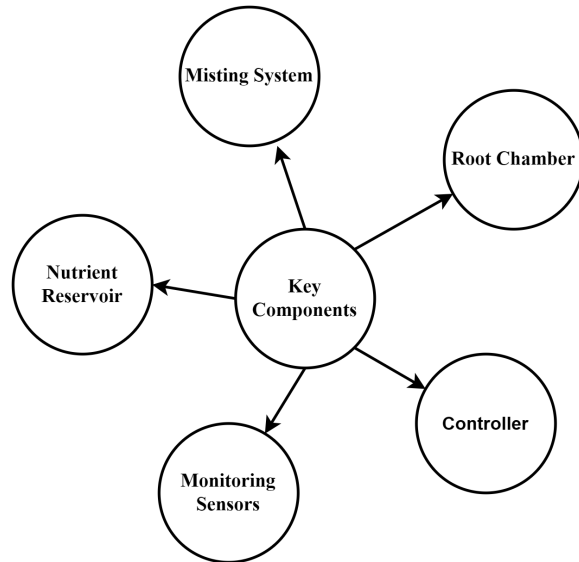 Misting System
Root Chamber
Nutrient
Reservoir
Key
Components
Controller
Monitoring
Sensors